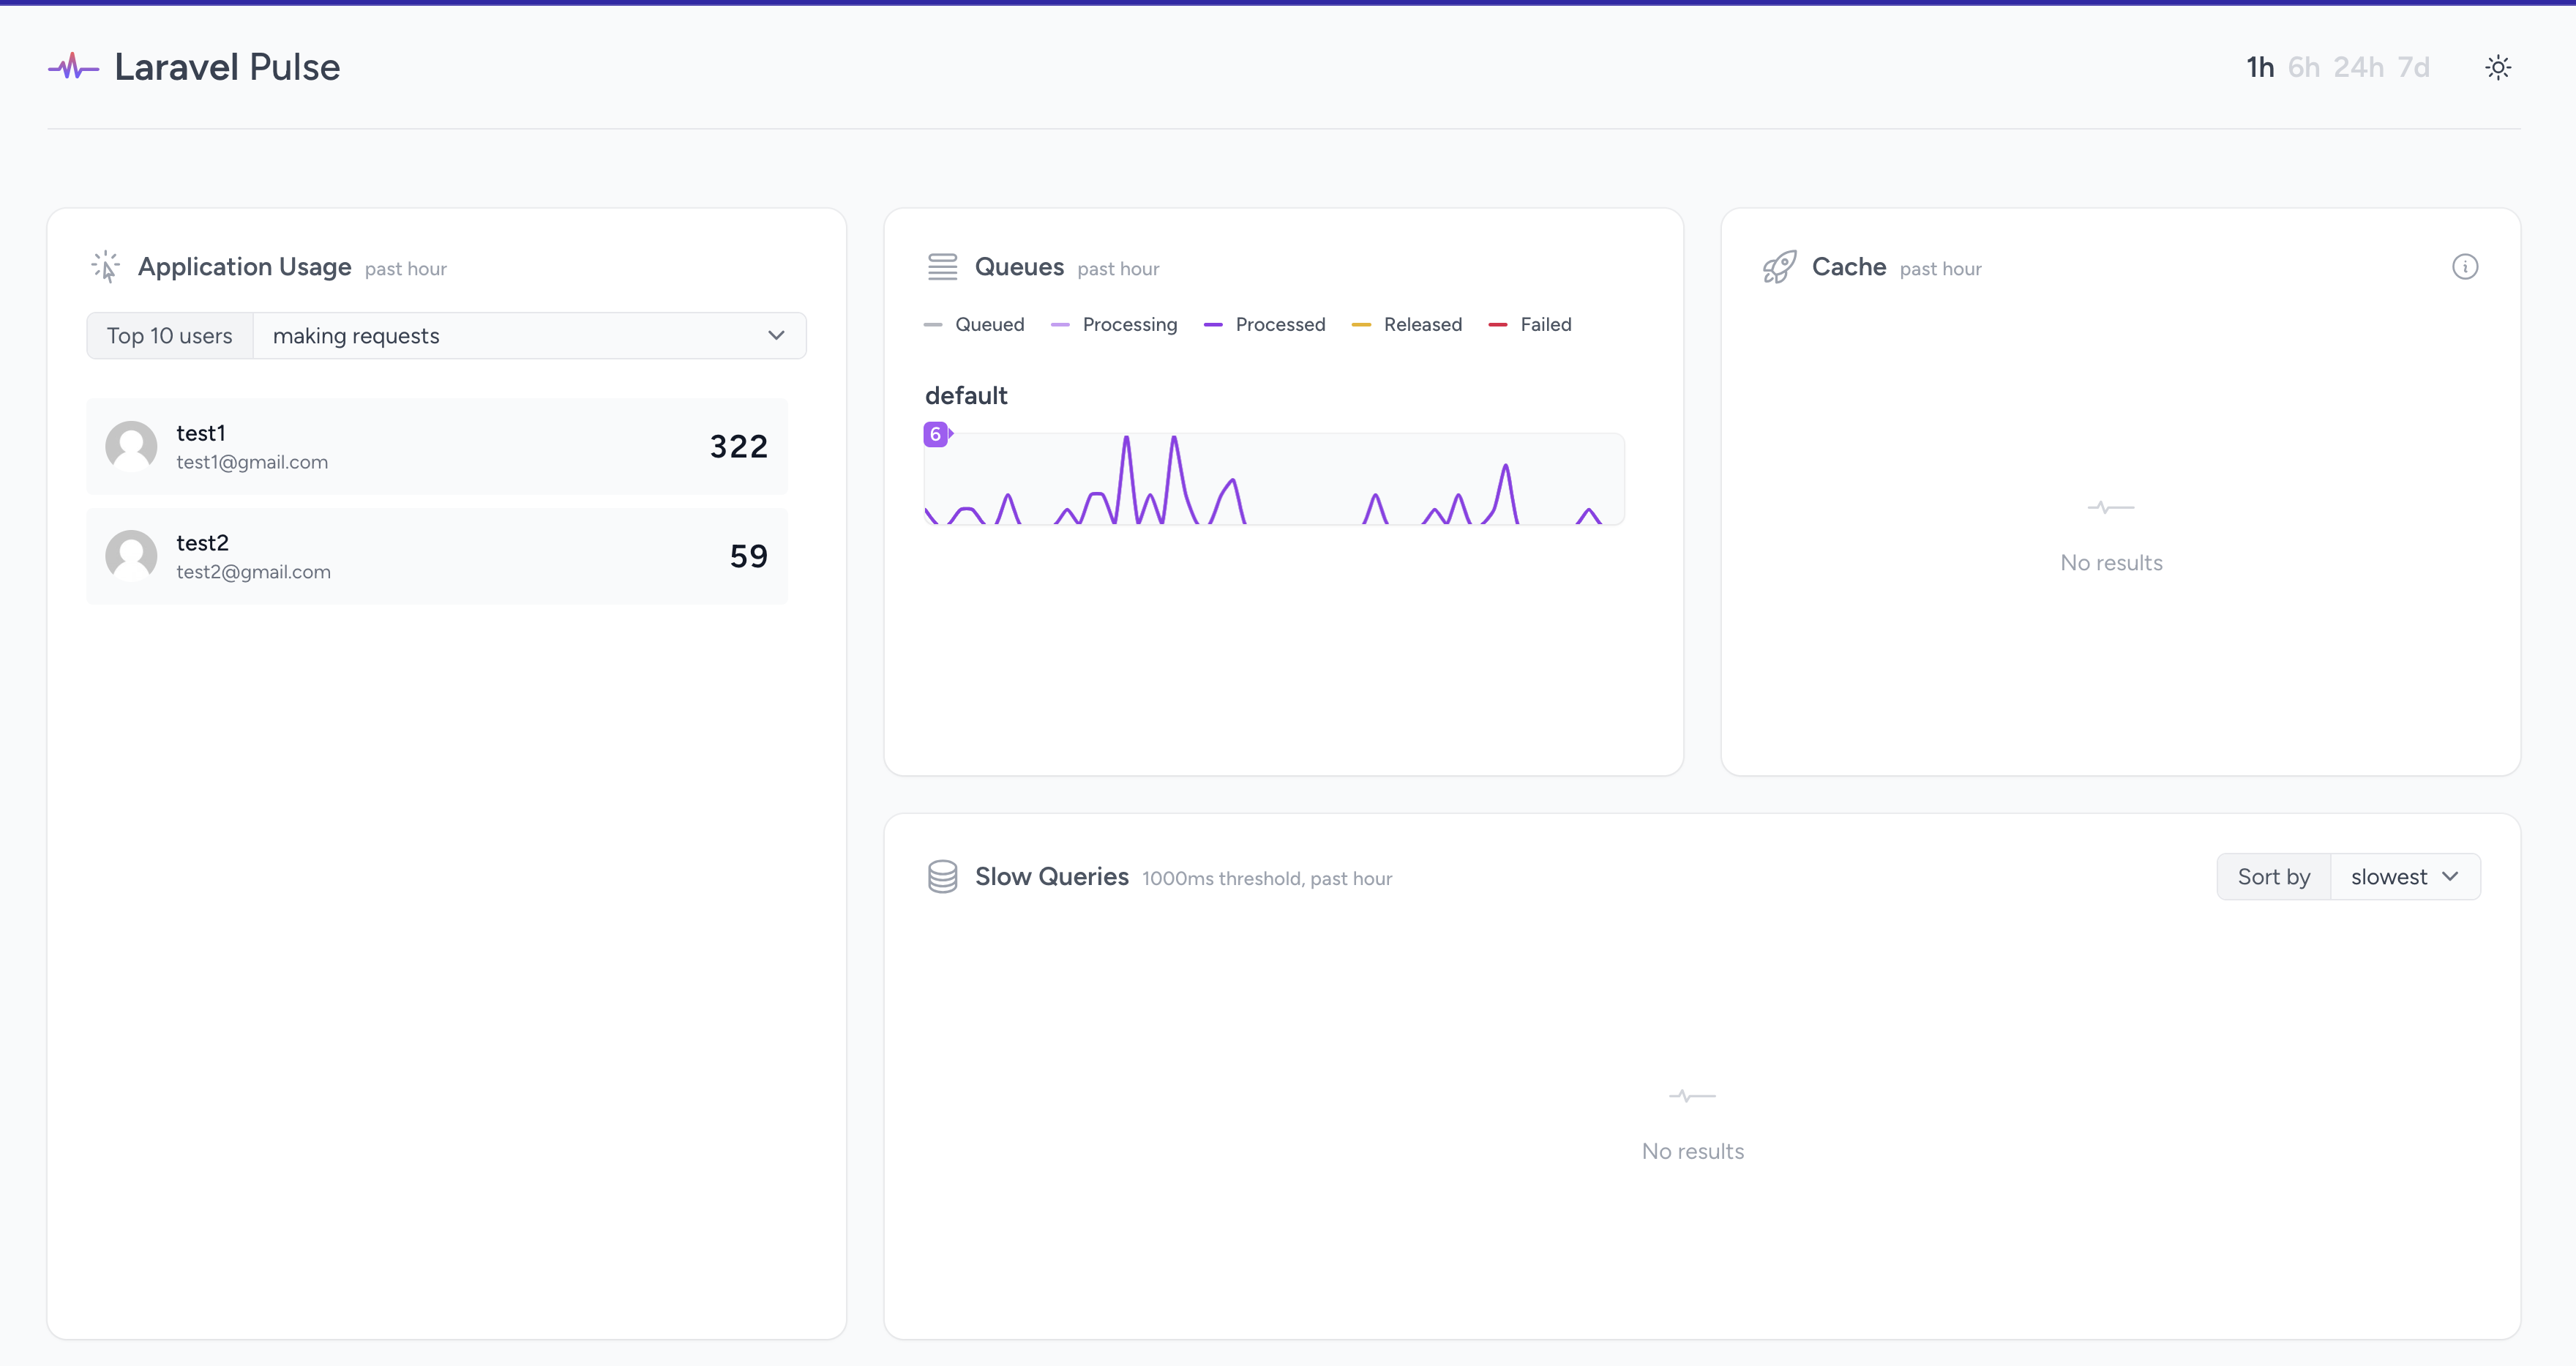 Laravel Pulse
1h 6h 24h 7d
Application Usage past hour
Top 10 users making requests
test1
test1@gmail.com
322
test2
test2@gmail.com
59
Queues past hour
Queued Processing Processed Released Failed
default
6
Cache past hour
No results
Slow Queries 1000ms threshold, past hour
Sort by slowest
No results